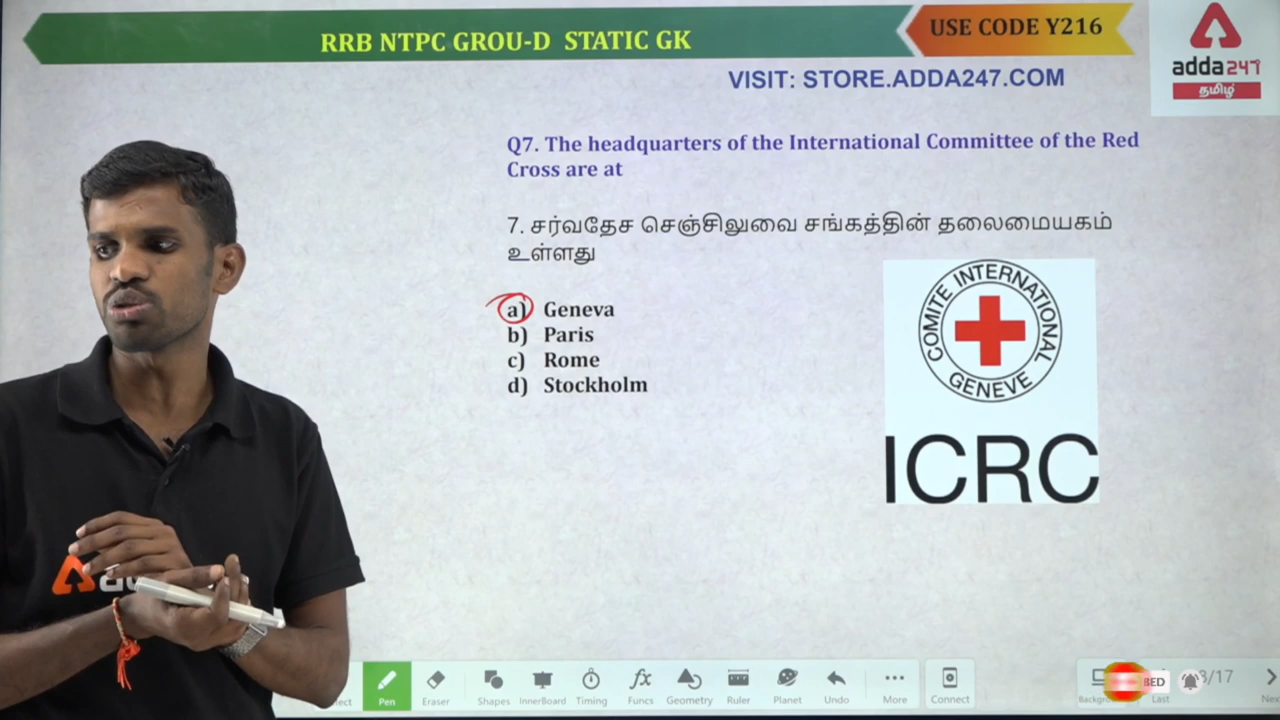 RRB NTPC GROU-D STATIC GK
USE CODE Y216
adda247
தமிழ்
VISIT: STORE.ADDA247.COM
Q7. The headquarters of the International Committee of the Red
Cross are at
7. சர்வதேச செஞ்சிலுவை சங்கத்தின் தலைமையகம்
உள்ளது
a) Geneva
b) Paris
c) Rome
d) Stockholm
COMITE INTERNATIONAL
GENEVE
ICRC
Pen
Eraser
Shapes
InnerBoard
Timing
fx
Funcs
Geometry
Ruler
Planet
Undo
More
Connect
Last